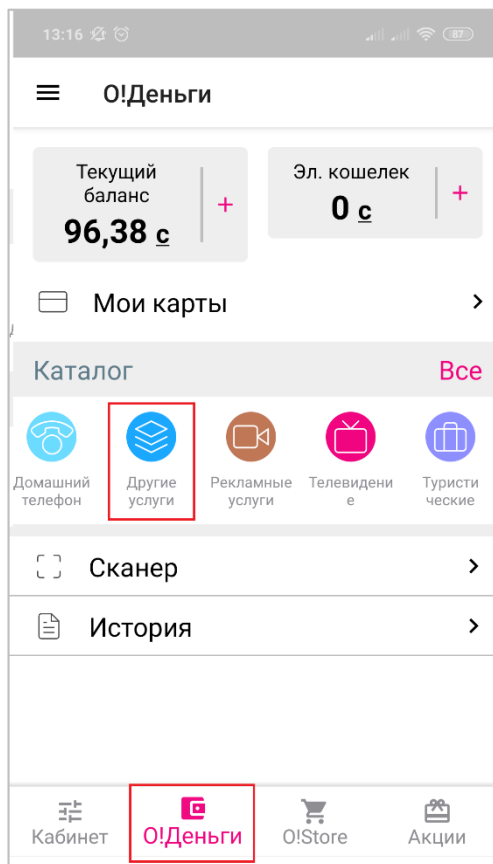 13:16
87
О!Деньги
Текущий
баланс
96,38 с
+
Эл. кошелек
0 с
+
Мои карты
Каталог
Все
Домашний
телефон
Другие
услуги
Рекламные
услуги
Телевидени
е
Туристи
ческие
Сканер
История
Кабинет
О!Деньги
O!Store
Акции